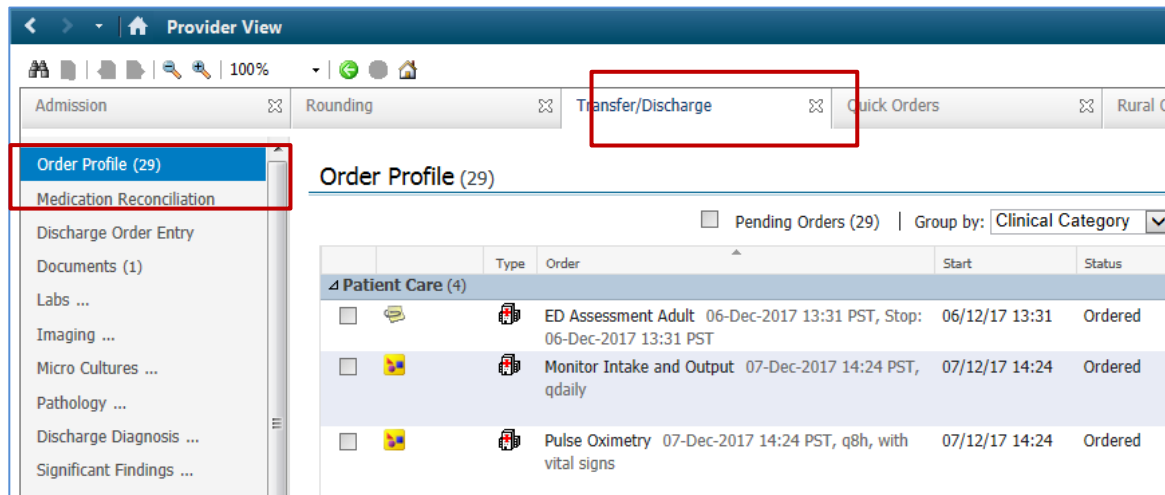 Provider View
100%
Admission Rounding Transfer/Discharge Quick Orders Rural
Order Profile (29)
Medication Reconciliation
Discharge Order Entry
Documents (1)
Labs ...
Imaging ...
Micro Cultures ...
Pathology ...
Discharge Diagnosis ...
Significant Findings ...
Order Profile (29)
Pending Orders (29) | Group by: Clinical Category
Type Order Start Status
Patient Care (4)
ED Assessment Adult 06-Dec-2017 13:31 PST, Stop: 06/12/17 13:31 Ordered
06-Dec-2017 13:31 PST
Monitor Intake and Output 07-Dec-2017 14:24 PST, 07/12/17 14:24 Ordered
qdaily
Pulse Oximetry 07-Dec-2017 14:24 PST, q8h, with 07/12/17 14:24 Ordered
vital signs